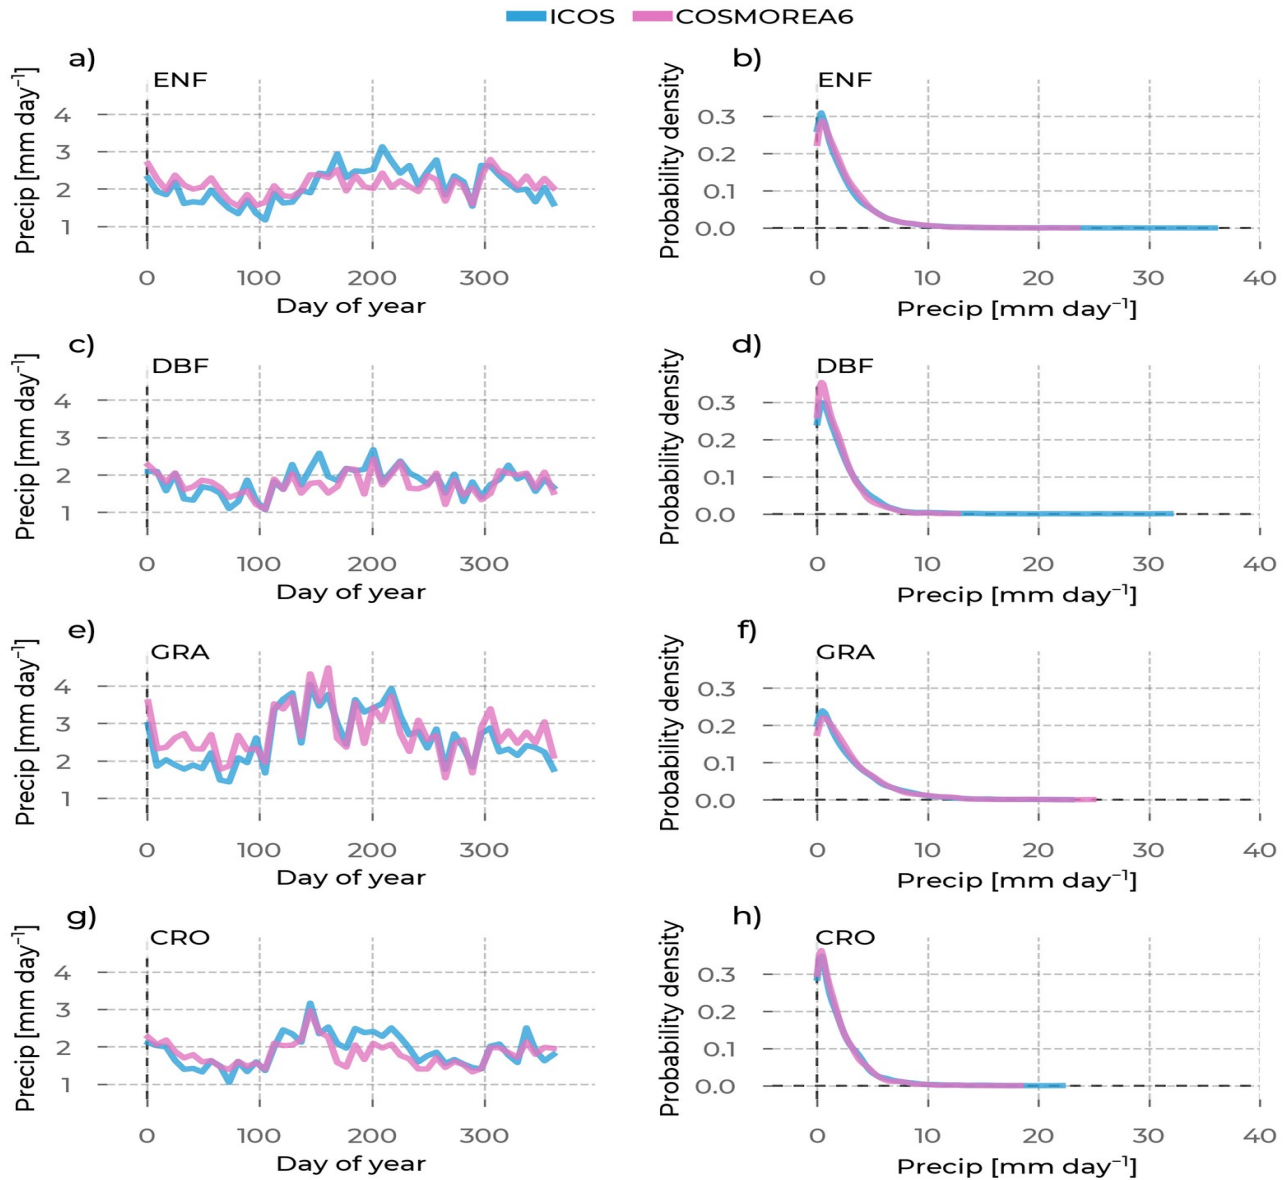 ICOS COSMOREA6
a)
ENF
Precip [mm day⁻¹]
4
3
2
1
0 100 200 300
Day of year
b)
ENF
Probability density
0.3
0.2
0.1
0.0
0 10 20 30 40
Precip [mm day⁻¹]
c)
DBF
Precip [mm day⁻¹]
4
3
2
1
0 100 200 300
Day of year
d)
DBF
Probability density
0.3
0.2
0.1
0.0
0 10 20 30 40
Precip [mm day⁻¹]
e)
GRA
Precip [mm day⁻¹]
4
3
2
1
0 100 200 300
Day of year
f)
GRA
Probability density
0.3
0.2
0.1
0.0
0 10 20 30 40
Precip [mm day⁻¹]
g)
CRO
Precip [mm day⁻¹]
4
3
2
1
0 100 200 300
Day of year
h)
CRO
Probability density
0.3
0.2
0.1
0.0
0 10 20 30 40
Precip [mm day⁻¹]